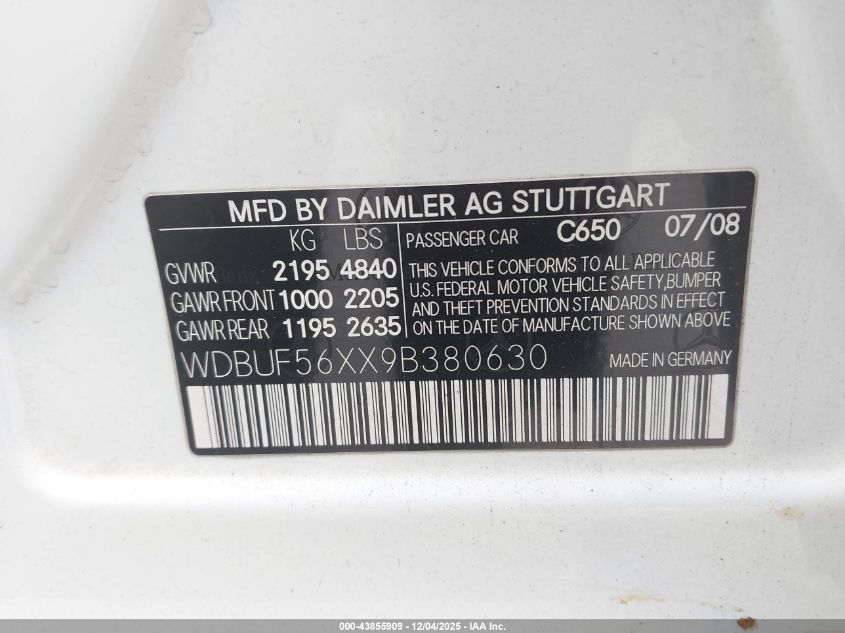 MFD BY DAIMLER AG STUTTGART
KG LBS
GVWR 2195 4840
GAWR FRONT 1000 2205
GAWR REAR 1195 2635
PASSENGER CAR C650 07/08
THIS VEHICLE CONFORMS TO ALL APPLICABLE
U.S. FEDERAL MOTOR VEHICLE SAFETY,BUMPER
AND THEFT PREVENTION STANDARDS IN EFFECT
ON THE DATE OF MANUFACTURE SHOWN ABOVE
WDBUF56XX9B380630 MADE IN GERMANY
000-43855909 - 12/04/2025 - IAA Inc.